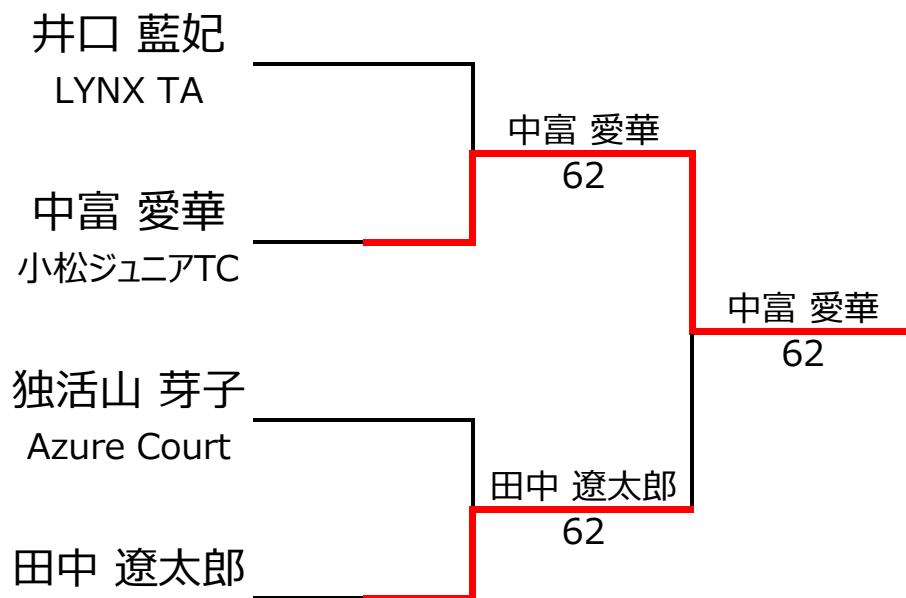 井口 藍妃
LYNX TA
中富 愛華
62
中富 愛華
小松ジュニアTC
中富 愛華
62
独活山 芽子
Azure Court
田中 遼太郎
62
田中 遼太郎